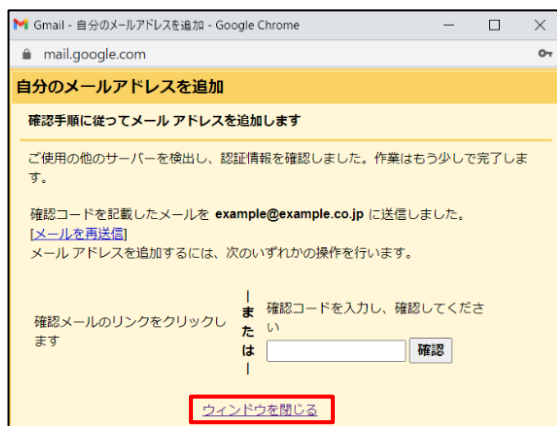 Gmail - 自分のメールアドレスを追加 - Google Chrome
mail.google.com
自分のメールアドレスを追加
確認手順に従ってメール アドレスを追加します
ご使用の他のサーバーを検出し、認証情報を確認しました。作業はもう少しで完了しま
す。
確認コードを記載したメールを example@example.co.jp に送信しました。
[メールを再送信]
メール アドレスを追加するには、次のいずれかの操作を行います。
確認メールのリンクをクリックし
ます
|
ま
た
は
|
確認コードを入力し、確認してくださ
い
確認
ウィンドウを閉じる